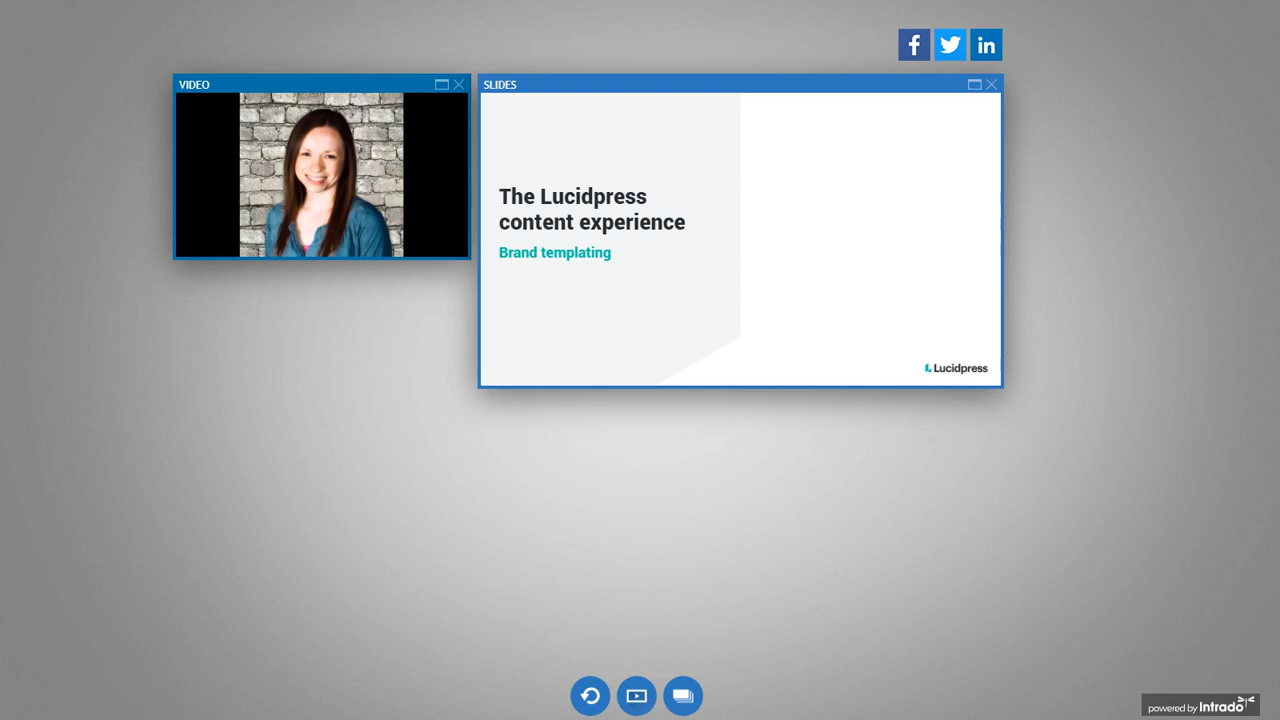 VIDEO
SLIDES
The Lucidpress
content experience
Brand templating
Lucidpress
powered by Intrado